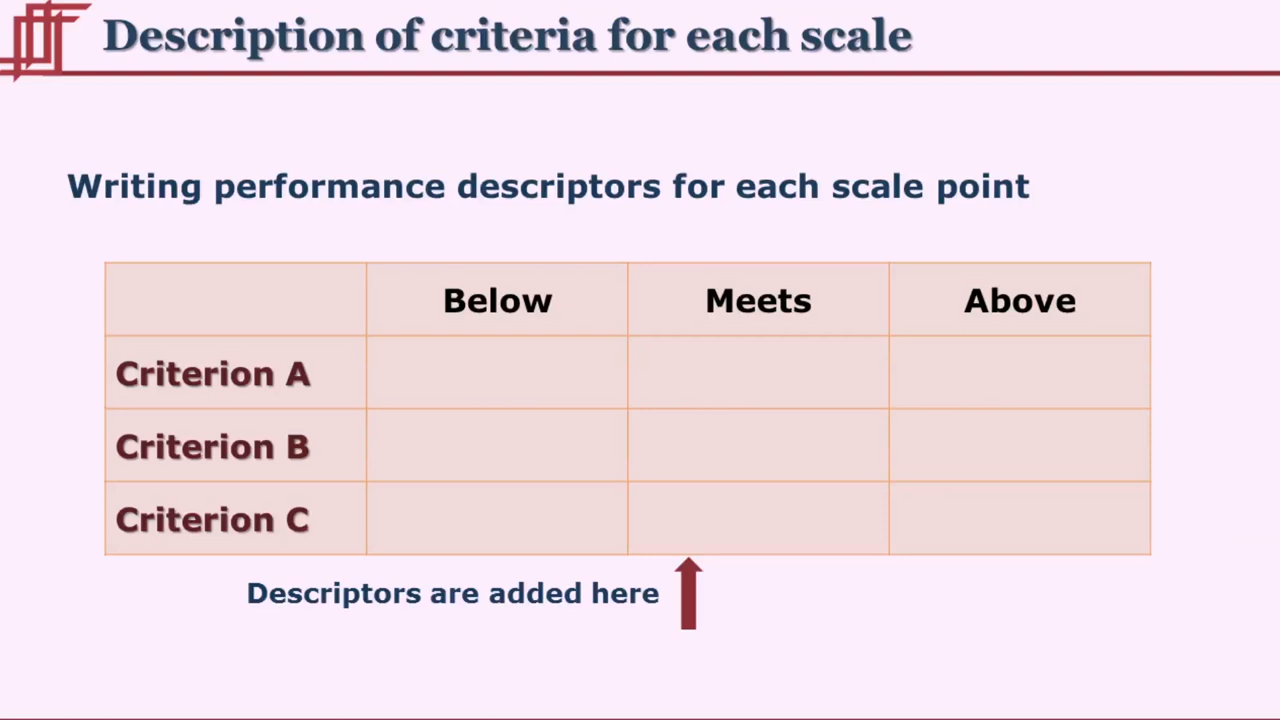 Description of criteria for each scale
Writing performance descriptors for each scale point
Below Meets Above
Criterion A
Criterion B
Criterion C
Descriptors are added here